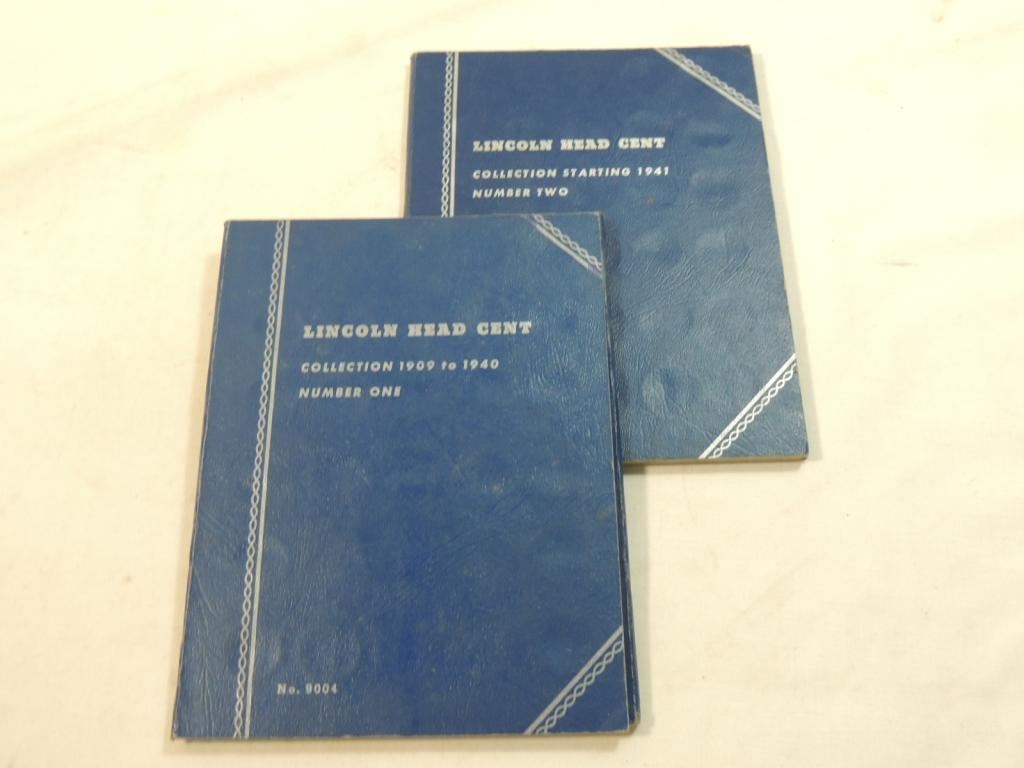 LINCOLN HEAD CENT
COLLECTION STARTING 1941
NUMBER TWO
LINCOLN HEAD CENT
COLLECTION 1909 to 1940
NUMBER ONE
No. 9004